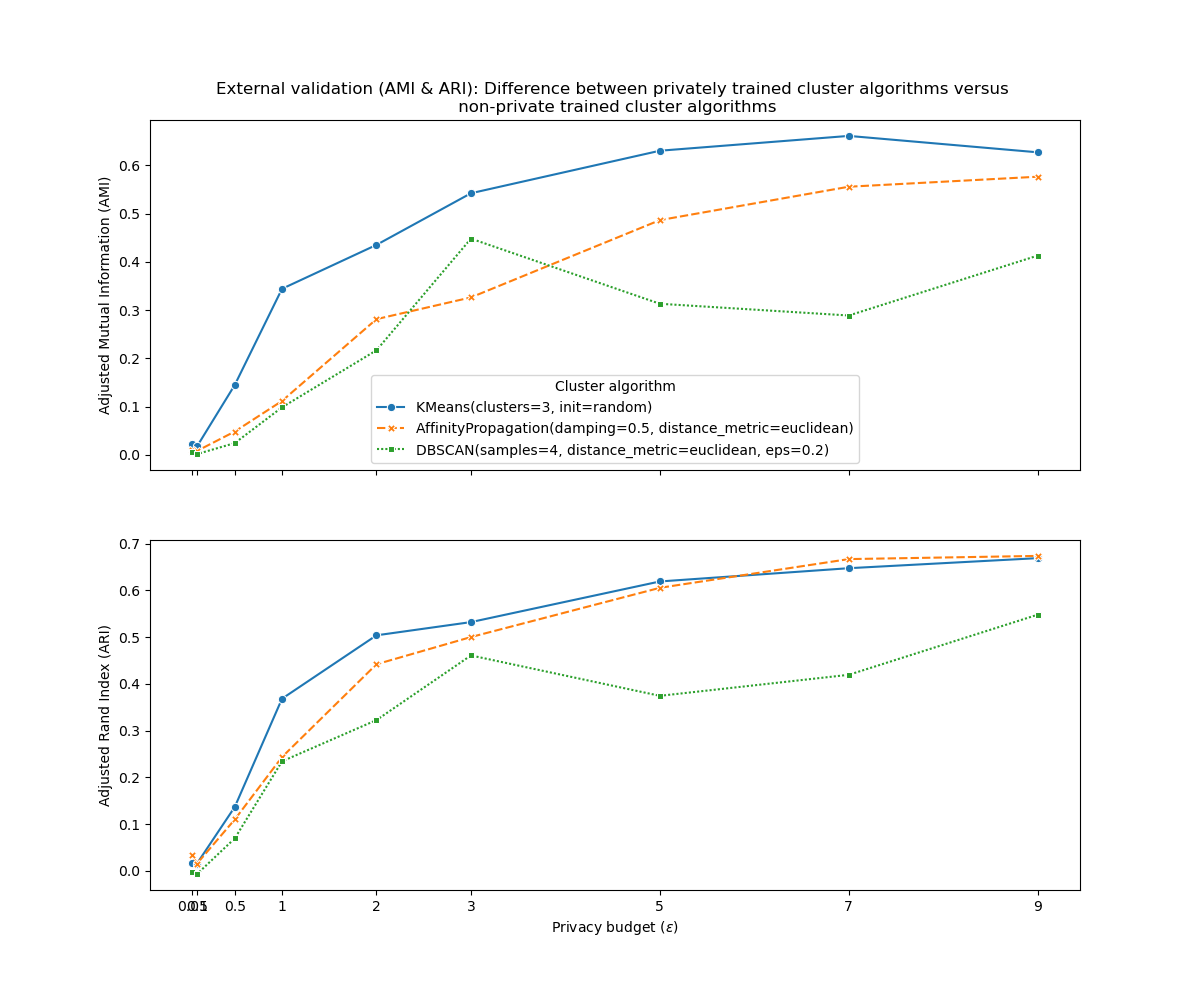 External validation (AMI & ARI): Difference between privately trained cluster algorithms versus
non-private trained cluster algorithms
Adjusted Mutual Information (AMI)
0.6
0.5
0.4
0.3
0.2
0.1
0.0
Cluster algorithm
KMeans(clusters=3, init=random)
AffinityPropagation(damping=0.5, distance_metric=euclidean)
DBSCAN(samples=4, distance_metric=euclidean, eps=0.2)
Adjusted Rand Index (ARI)
0.7
0.6
0.5
0.4
0.3
0.2
0.1
0.0
0.5 1 2 3 5 7 9
Privacy budget (ε)